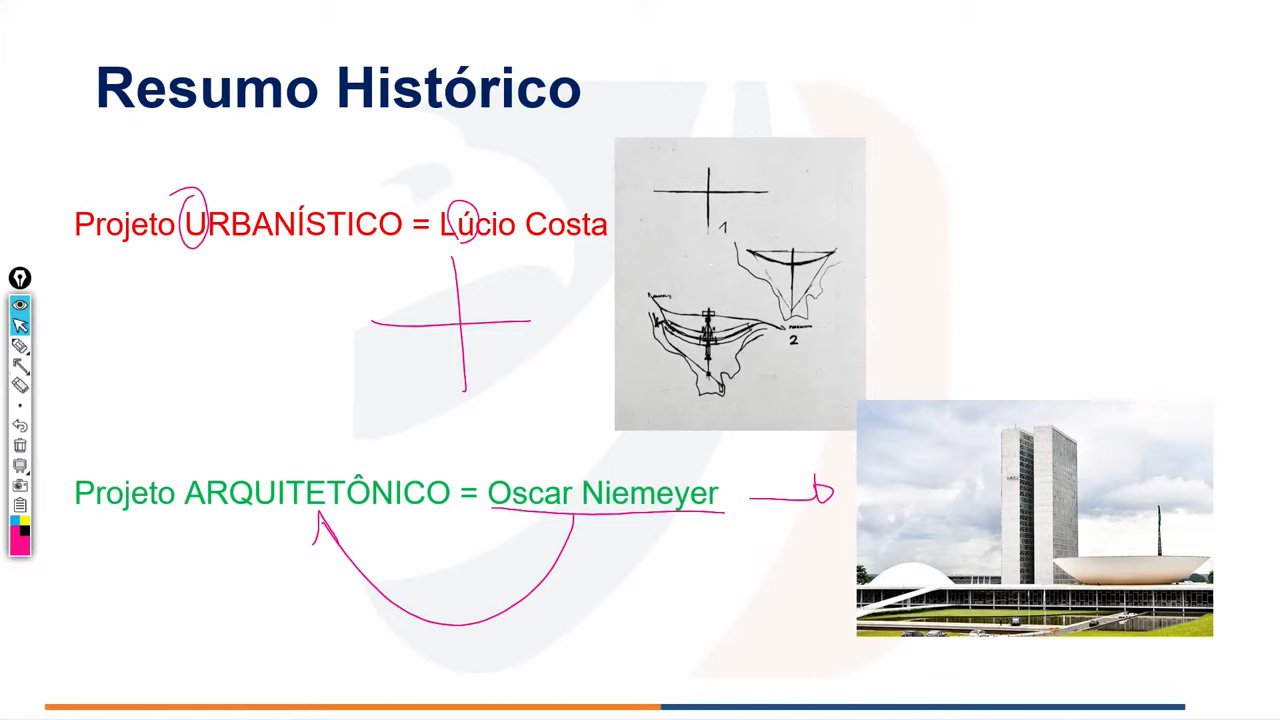 Resumo Histórico
Projeto URBANÍSTICO = Lúcio Costa
1
2
Projeto ARQUITETÔNICO = Oscar Niemeyer